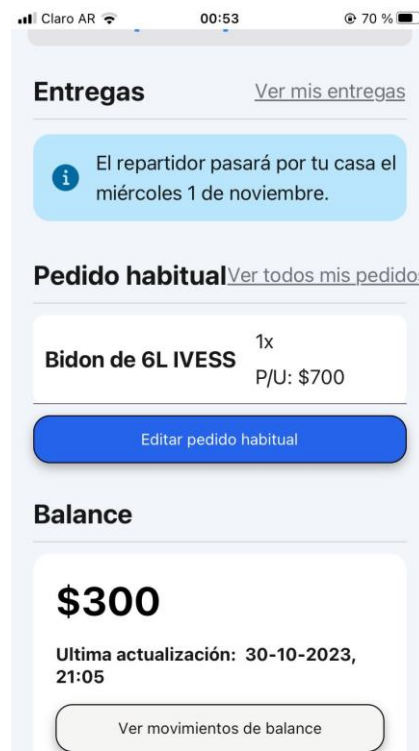 Claro AR 00:53 70 %
Entregas Ver mis entregas
El repartidor pasará por tu casa el
miércoles 1 de noviembre.
Pedido habitual Ver todos mis pedidos
Bidon de 6L IVESS
1x
P/U: $700
Editar pedido habitual
Balance
$300
Ultima actualización: 30-10-2023,
21:05
Ver movimientos de balance